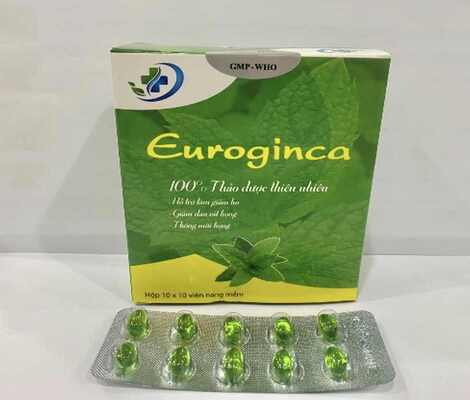 GMP-WHO
Euroginca
100% Thảo dược thiên nhiên
-Hỗ trợ làm giảm ho
-Giảm đau rát họng
-Thông mát họng
Hộp 10 x 10 viên nang mềm